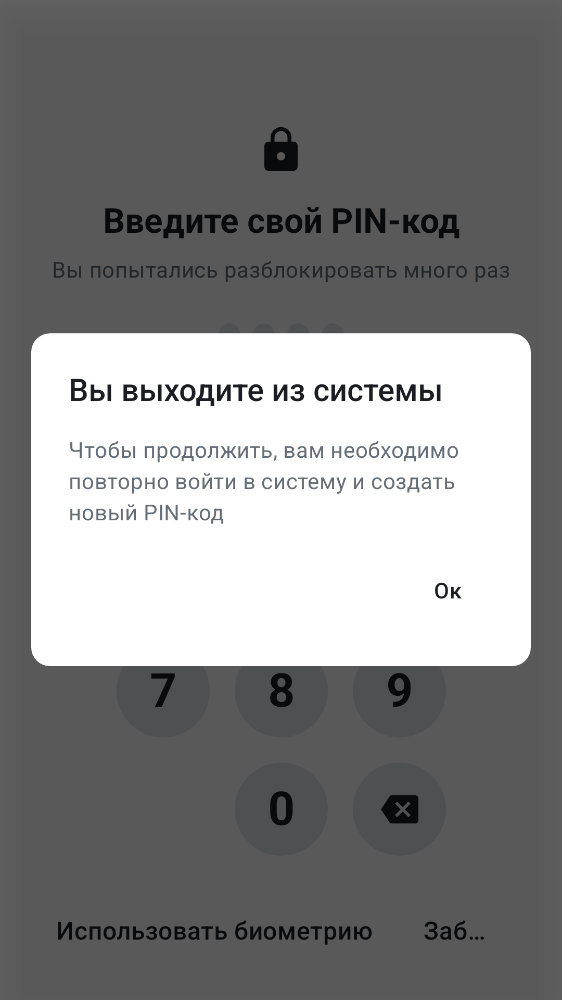 Введите свой PIN-код
Вы попытались разблокировать много раз
Вы выходите из системы
Чтобы продолжить, вам необходимо
повторно войти в систему и создать
новый PIN-код
Ок
7 8 9
0
Использовать биометрию Заб...